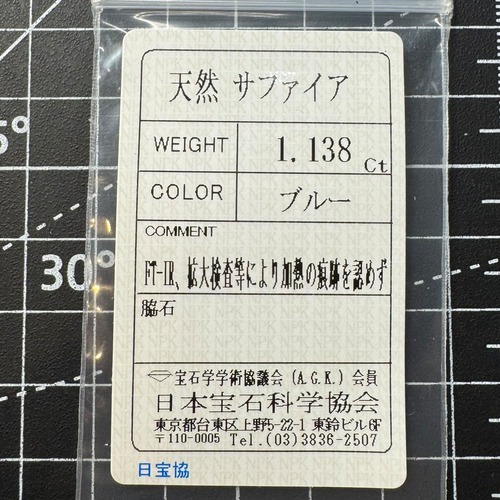 天然 サファイア
WEIGHT 1.138 Ct
COLOR ブルー
COMMENT
FT-IR、拡大検査等により加熱の痕跡を認めず
脇石
宝石学学術協議会 (A.G.K.) 会員
日本宝石科学協会
東京都台東区上野5-22-1 東鈴ビル6F
〒110-0005 Tel.(03)3836-2507
日宝協
5°
30°